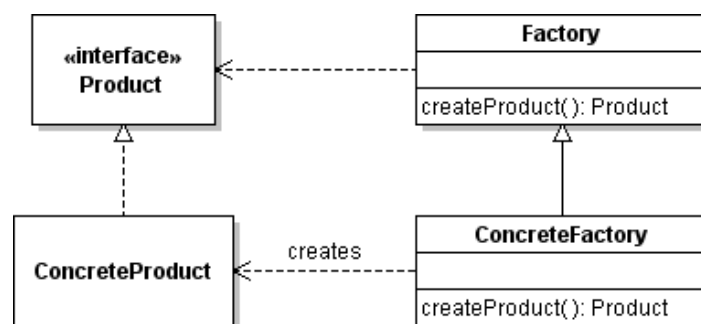 «interface»
Product
Factory
createProduct(): Product
ConcreteProduct
creates
ConcreteFactory
createProduct(): Product